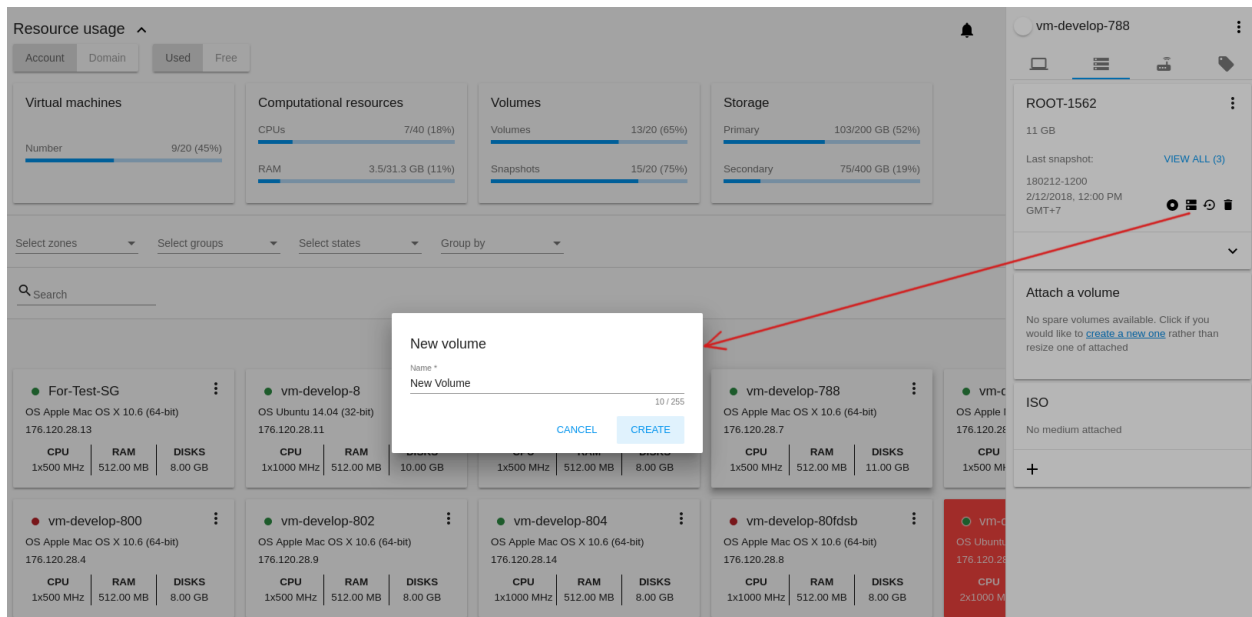 Resource usage
Account Domain Used Free
Virtual machines
Number 9/20 (45%)
Computational resources
CPUs 7/40 (18%)
RAM 3.5/31.3 GB (11%)
Volumes
Volumes 13/20 (65%)
Snapshots 15/20 (75%)
Storage
Primary 103/200 GB (52%)
Secondary 75/400 GB (19%)
Select zones Select groups Select states Group by
Search
For-Test-SG
OS Apple Mac OS X 10.6 (64-bit)
176.120.28.13
CPU RAM DISKS
1x500 MHz 512.00 MB 8.00 GB
vm-develop-8
OS Ubuntu 14.04 (32-bit)
176.120.28.11
CPU RAM
1x1000 MHz 512.00 MB 10.00 GB
New volume
Name *
New Volume
10 / 255
CANCEL CREATE
1x500 MHz 512.00 MB 8.00 GB
vm-develop-788
OS Apple Mac OS X 10.6 (64-bit)
176.120.28.7
CPU RAM DISKS
1x500 MHz 512.00 MB 11.00 GB
OS Apple
176.120.28
CPU
1x500
vm-develop-800
OS Apple Mac OS X 10.6 (64-bit)
176.120.28.4
CPU RAM DISKS
1x500 MHz 512.00 MB 8.00 GB
vm-develop-802
OS Apple Mac OS X 10.6 (64-bit)
176.120.28.9
CPU RAM DISKS
1x500 MHz 512.00 MB 8.00 GB
vm-develop-804
OS Apple Mac OS X 10.6 (64-bit)
176.120.28.14
CPU RAM DISKS
1x1000 MHz 512.00 MB 8.00 GB
vm-develop-80fdsb
OS Apple Mac OS X 10.6 (64-bit)
176.120.28.8
CPU RAM DISKS
1x1000 MHz 512.00 MB 8.00 GB
OS Ubuntu
176.120.28
CPU
2x1000 M
vm-develop-788
ROOT-1562
11 GB
Last snapshot: VIEW ALL (3)
180212-1200
2/12/2018, 12:00 PM
GMT+7
Attach a volume
No spare volumes available. Click if you
would like to create a new one rather than
resize one of attached
ISO
No medium attached